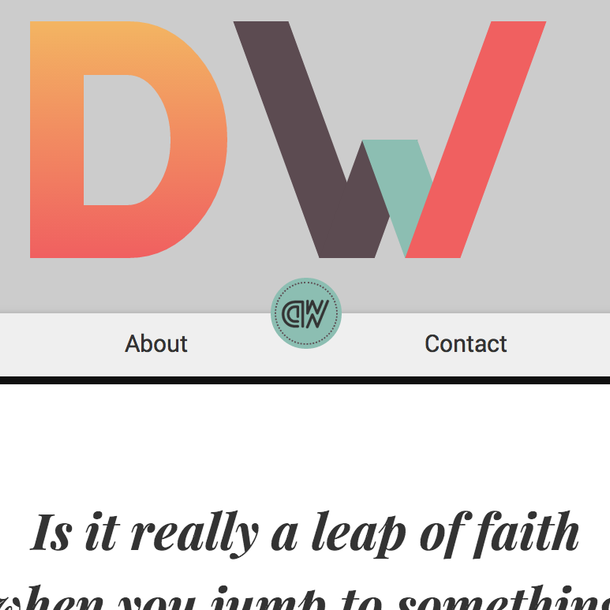 DW
DW
About Contact
Is it really a leap of faith
when you jump to something